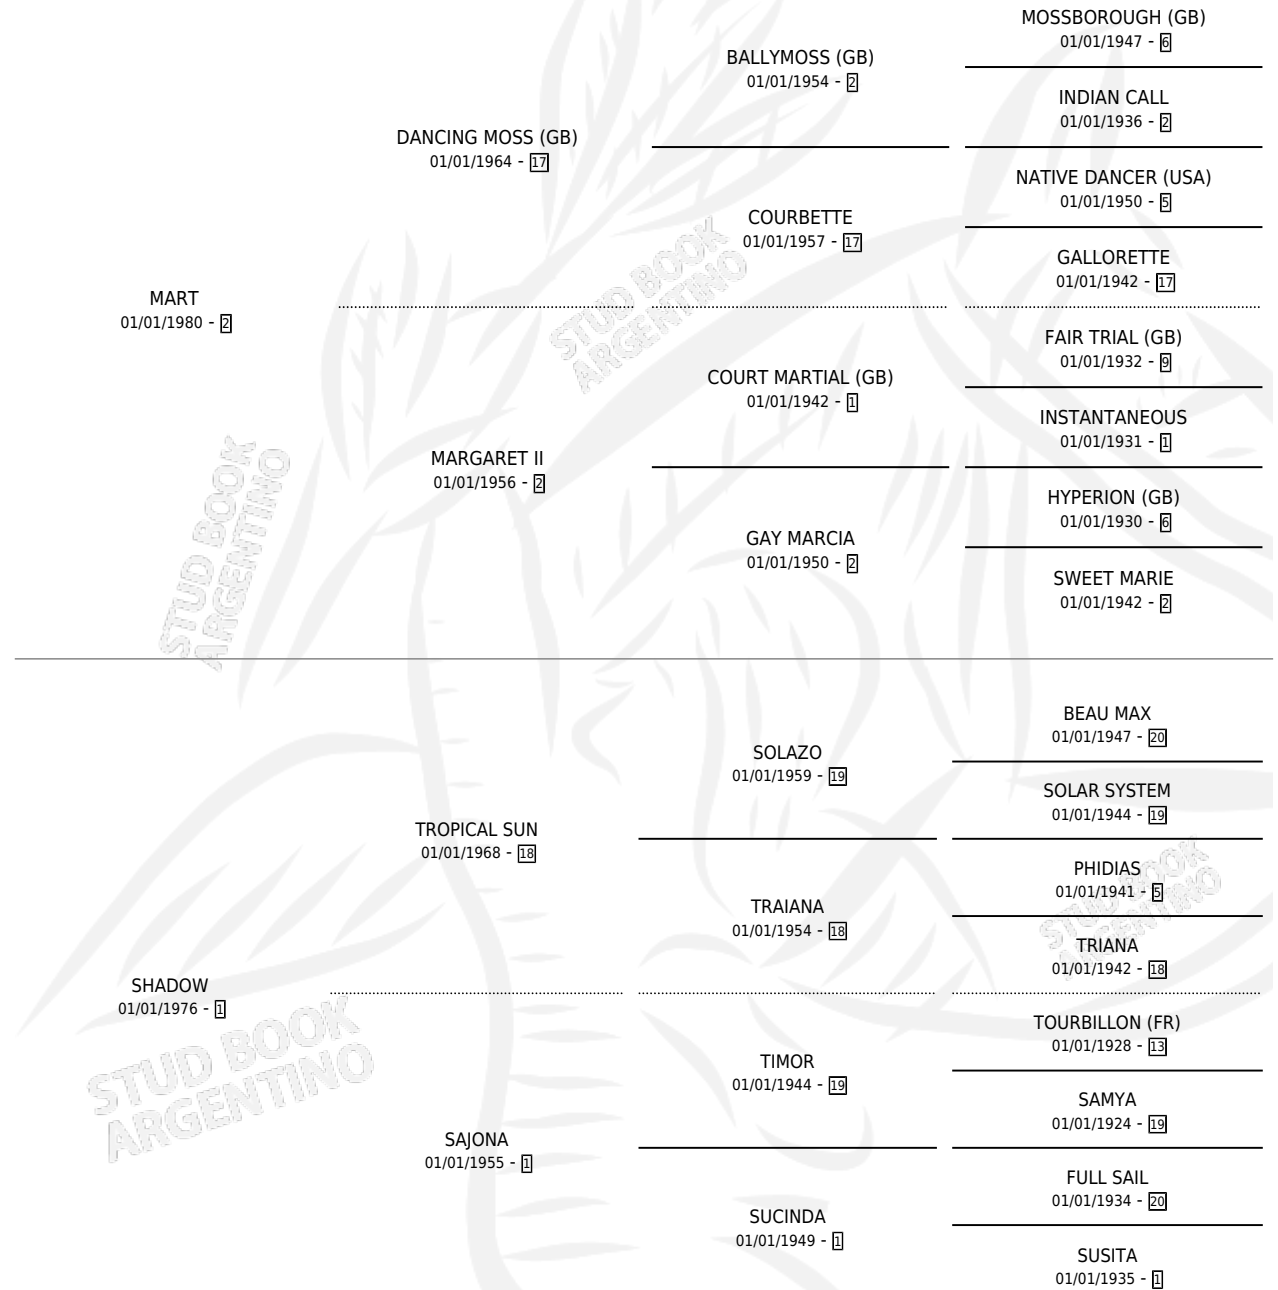 MOSSBOROUGH (GB)
01/01/1947 - 6
BALLYMOSS (GB)
01/01/1954 - 2
INDIAN CALL
01/01/1936 - 2
DANCING MOSS (GB)
01/01/1964 - 17
NATIVE DANCER (USA)
01/01/1950 - 5
COURBETTE
01/01/1957 - 17
GALLORETTE
01/01/1942 - 17
MART
01/01/1980 - 2
FAIR TRIAL (GB)
01/01/1932 - 9
COURT MARTIAL (GB)
01/01/1942 - 1
INSTANTANEOUS
01/01/1931 - 1
MARGARET II
01/01/1956 - 2
HYPERION (GB)
01/01/1930 - 6
GAY MARCIA
01/01/1950 - 2
SWEET MARIE
01/01/1942 - 2
BEAU MAX
01/01/1947 - 20
SOLAZO
01/01/1959 - 19
SOLAR SYSTEM
01/01/1944 - 19
TROPICAL SUN
01/01/1968 - 18
PHIDIAS
01/01/1941 - 5
TRAIANA
01/01/1954 - 18
TRIANA
01/01/1942 - 18
SHADOW
01/01/1976 - 1
TOURBILLON (FR)
01/01/1928 - 13
TIMOR
01/01/1944 - 19
SAMYA
01/01/1924 - 19
SAJONA
01/01/1955 - 1
FULL SAIL
01/01/1934 - 20
SUCINDA
01/01/1949 - 1
SUSITA
01/01/1935 - 1
STUD BOOK
ARGENTINO
STUD BOOK
ARGENTINO
STUD BOOK
ARGENTINO
STUD BOOK
ARGENTINO